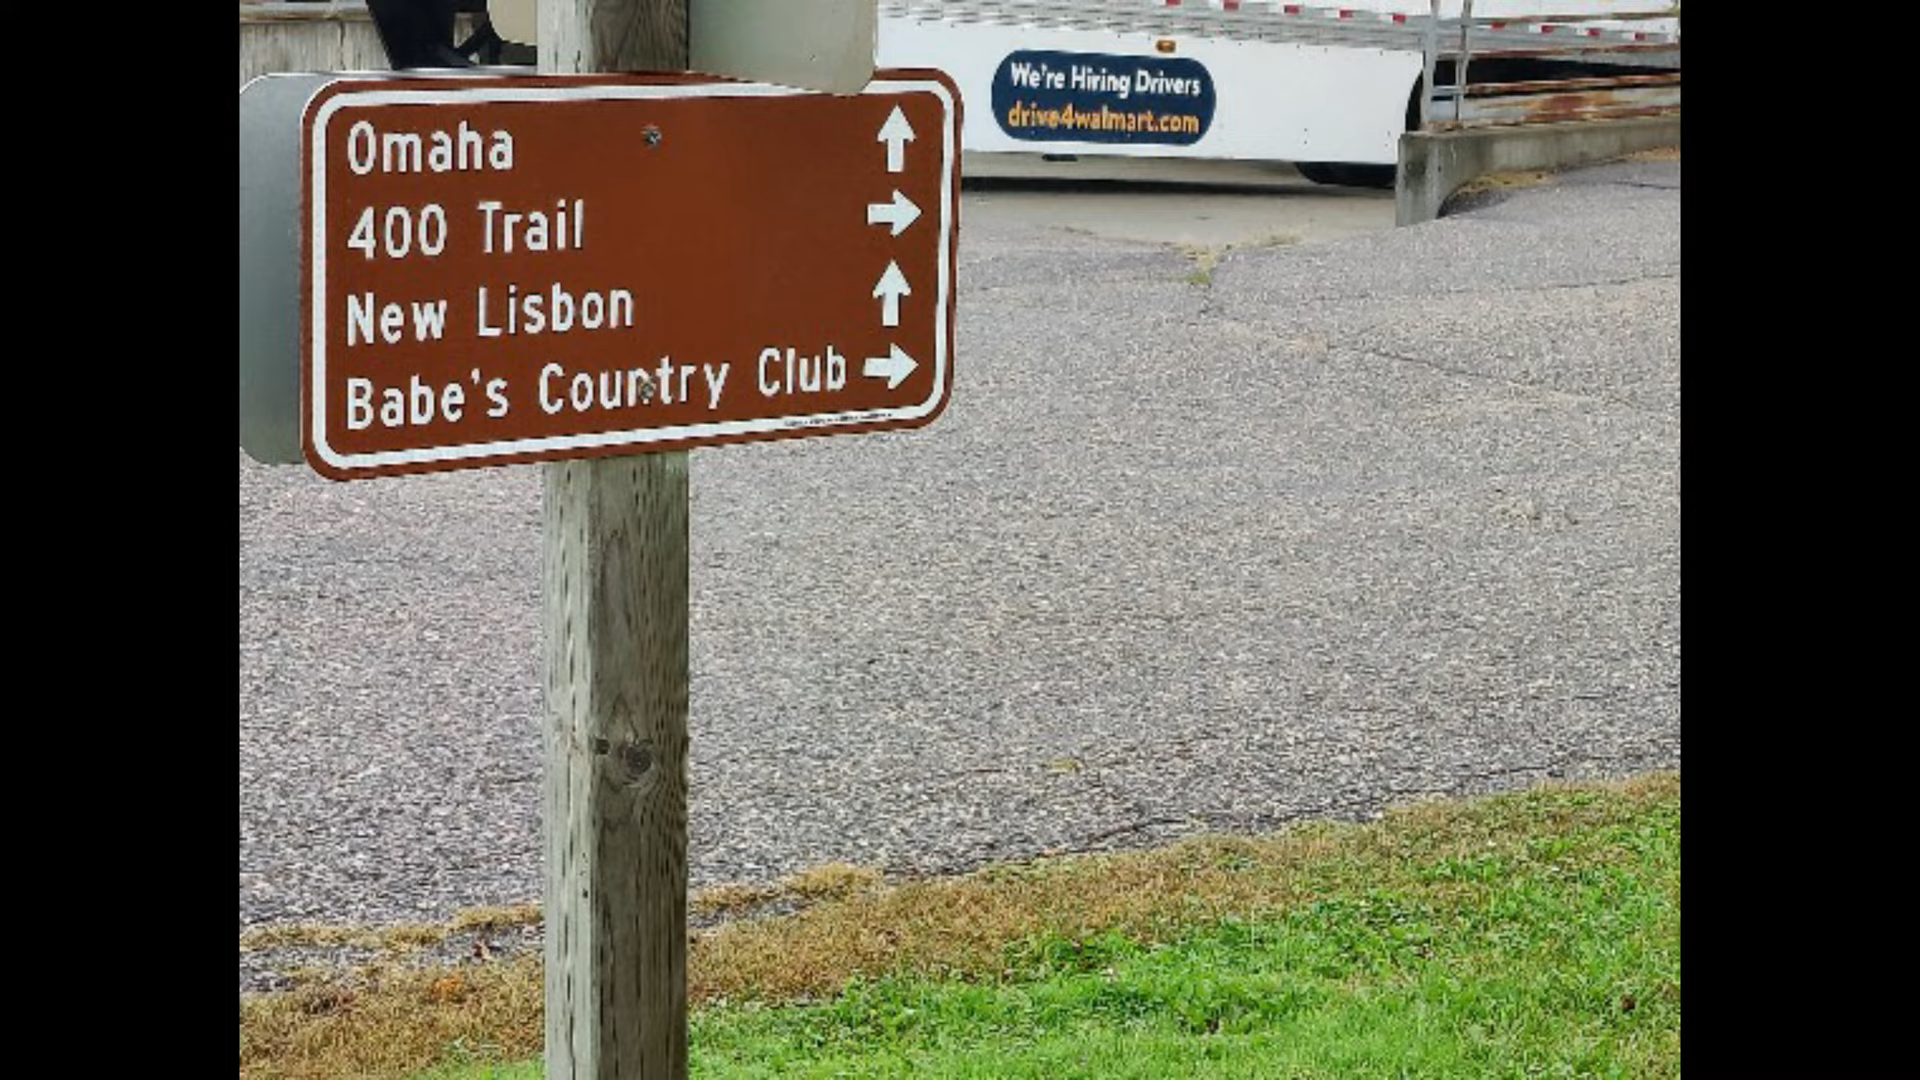 Omaha
400 Trail
New Lisbon
Babe's Country Club
We're Hiring Drivers
drive4walmart.com